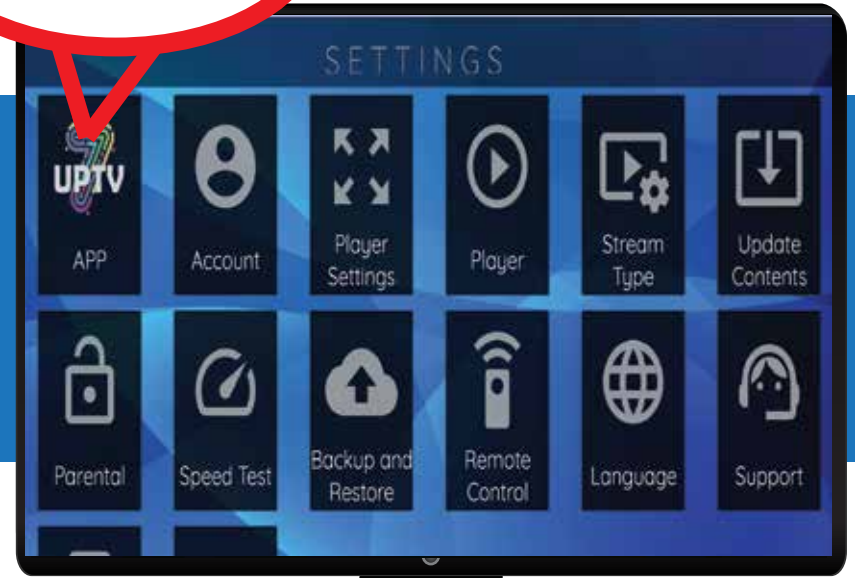 SETTINGS
7
UPTV
APP
Account
Player
Settings
Player
Stream
Type
Update
Contents
Parental
Speed Test
Backup and
Restore
Remote
Control
Language
Support